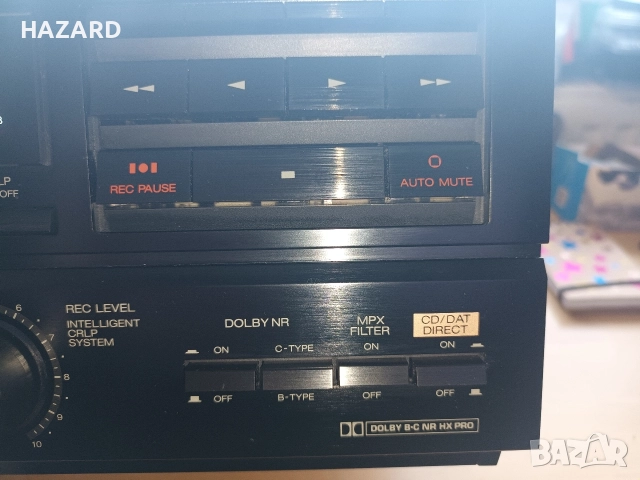 HAZARD
REC PAUSE
AUTO MUTE
LP
OFF
REC LEVEL
INTELLIGENT
CRLP
SYSTEM
6
7
8
9
10
DOLBY NR
MPX
FILTER
CD/DAT
DIRECT
ON C-TYPE ON ON
OFF B-TYPE OFF OFF
DOLBY B-C NR HX PRO
BAZAR.bg